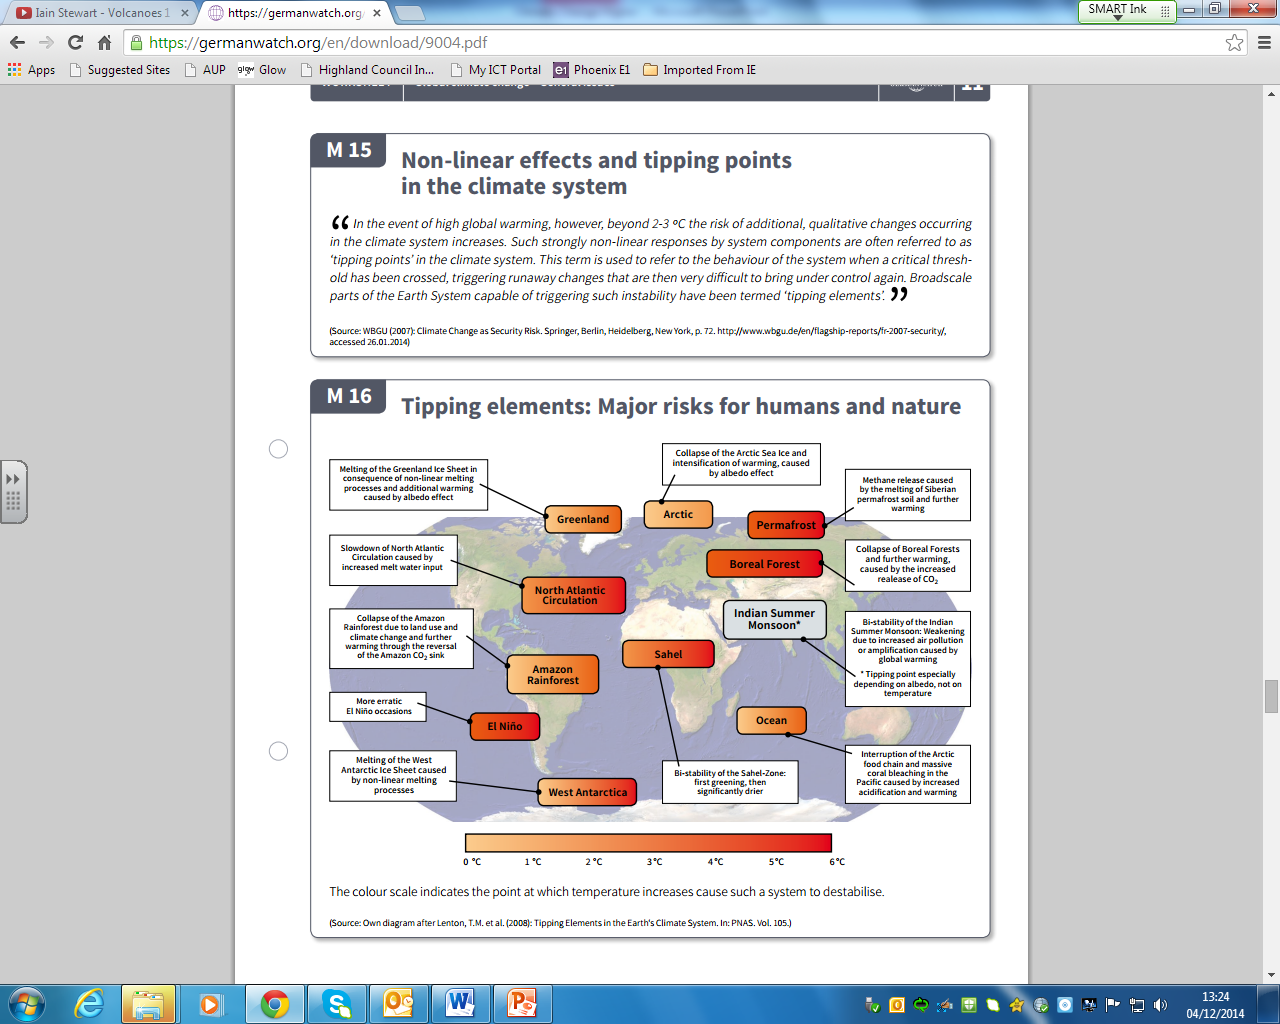 Iain Stewart - Volcanoes 1
https://germanwatch.org
SMART Ink
https://germanwatch.org/en/download/9004.pdf
Apps
Suggested Sites
AUP
glow
Glow
Highland Council In...
My ICT Portal
e1
Phoenix E1
Imported From IE
11
M 15
Non-linear effects and tipping points
in the climate system
“ In the event of high global warming, however, beyond 2-3 ºC the risk of additional, qualitative changes occurring
in the climate system increases. Such strongly non-linear responses by system components are often referred to as
‘tipping points’ in the climate system. This term is used to refer to the behaviour of the system when a critical thresh-
old has been crossed, triggering runaway changes that are then very difficult to bring under control again. Broadscale
parts of the Earth System capable of triggering such instability have been termed ‘tipping elements’. ”
(Source: WBGU (2007): Climate Change as Security Risk. Springer, Berlin, Heidelberg, New York, p. 72. http://www.wbgu.de/en/flagship-reports/fr-2007-security/,
accessed 26.01.2014)
M 16
Tipping elements: Major risks for humans and nature
Melting of the Greenland Ice Sheet in
consequence of non-linear melting
processes and additional warming
caused by albedo effect
Collapse of the Arctic Sea Ice and
intensification of warming, caused
by albedo effect
Methane release caused
by the melting of Siberian
permafrost soil and further
warming
Greenland
Arctic
Permafrost
Slowdown of North Atlantic
Circulation caused by
increased melt water input
Boreal Forest
Collapse of Boreal Forests
and further warming,
caused by the increased
realease of CO₂
North Atlantic
Circulation
Indian Summer
Monsoon*
Collapse of the Amazon
Rainforest due to land use and
climate change and further
warming through the reversal
of the Amazon CO₂ sink
Bi-stability of the Indian
Summer Monsoon: Weakening
due to increased air pollution
or amplification caused by
global warming
* Tipping point especially
depending on albedo, not on
temperature
Sahel
Amazon
Rainforest
More erratic
El Niño occasions
El Niño
Ocean
Melting of the West
Antarctic Ice Sheet caused
by non-linear melting
processes
West Antarctica
Bi-stability of the Sahel-Zone:
first greening, then
significantly drier
Interruption of the Arctic
food chain and massive
coral bleaching in the
Pacific caused by increased
acidification and warming
0 °C
1 °C
2 °C
3°C
4°C
5°C
6°C
The colour scale indicates the point at which temperature increases cause such a system to destabilise.
(Source: Own diagram after Lenton, T.M. et al. (2008): Tipping Elements in the Earth's Climate System. In: PNAS. Vol. 105.)
13:24
04/12/2014